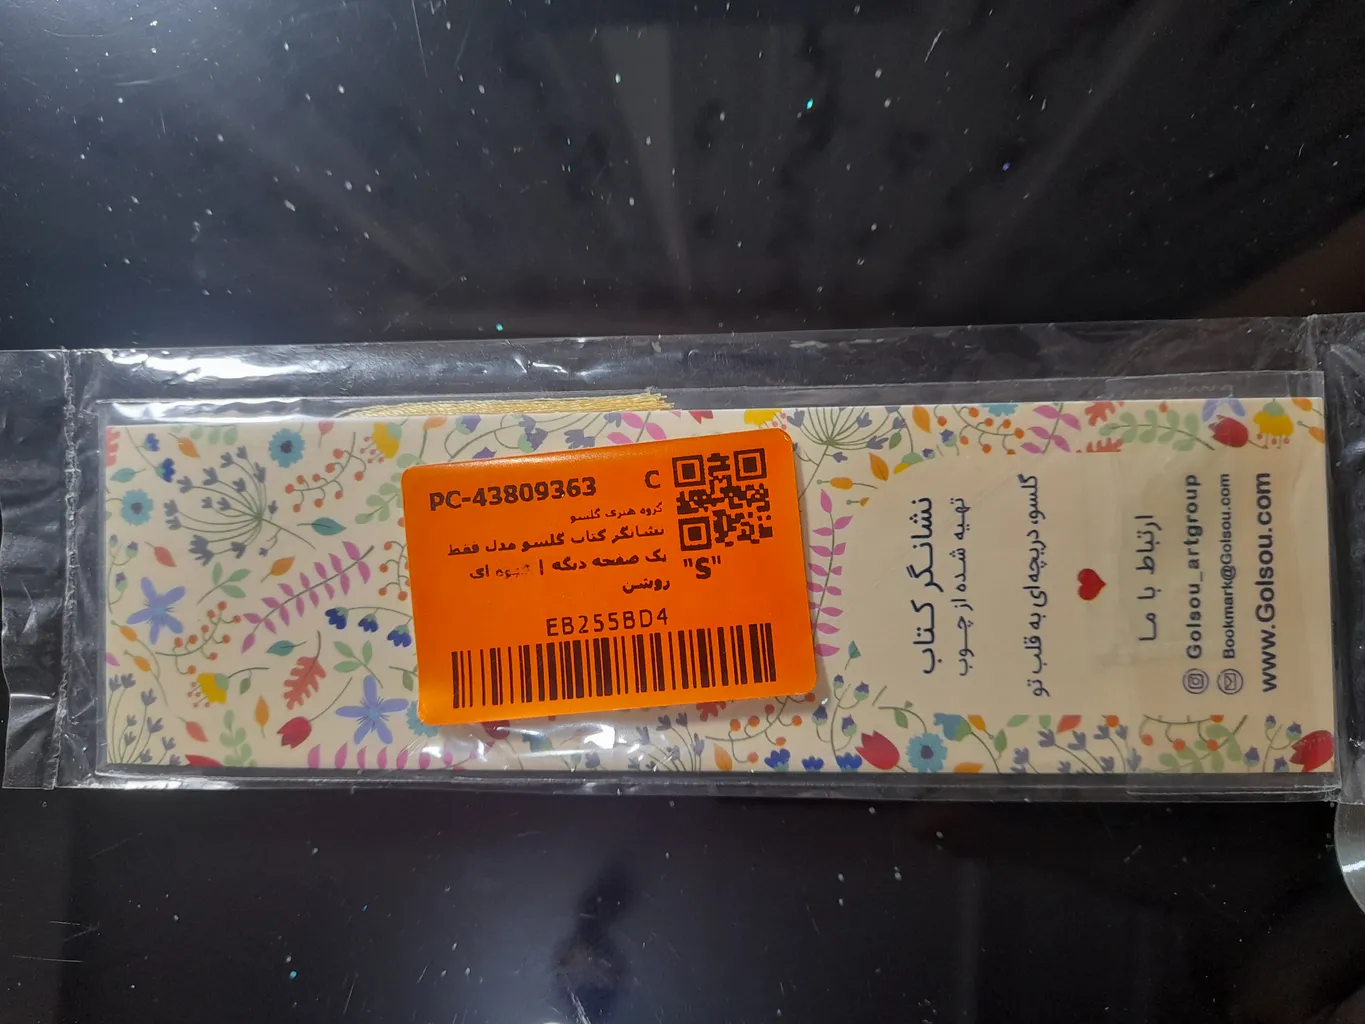 PC-43809363 C
گروه هنری گلسو
نشانگر کتاب گلسو مدل فقط
یک صفحه دیگه | قهوه ای
روشن
"S"
EB255BD4
نشانگر کتاب
تهیه شده از چوب
گلسو، دریچه‌ای به قلب تو
ارتباط با ما
Golsou_artgroup
Bookmark@Golsou.com
www.Golsou.com